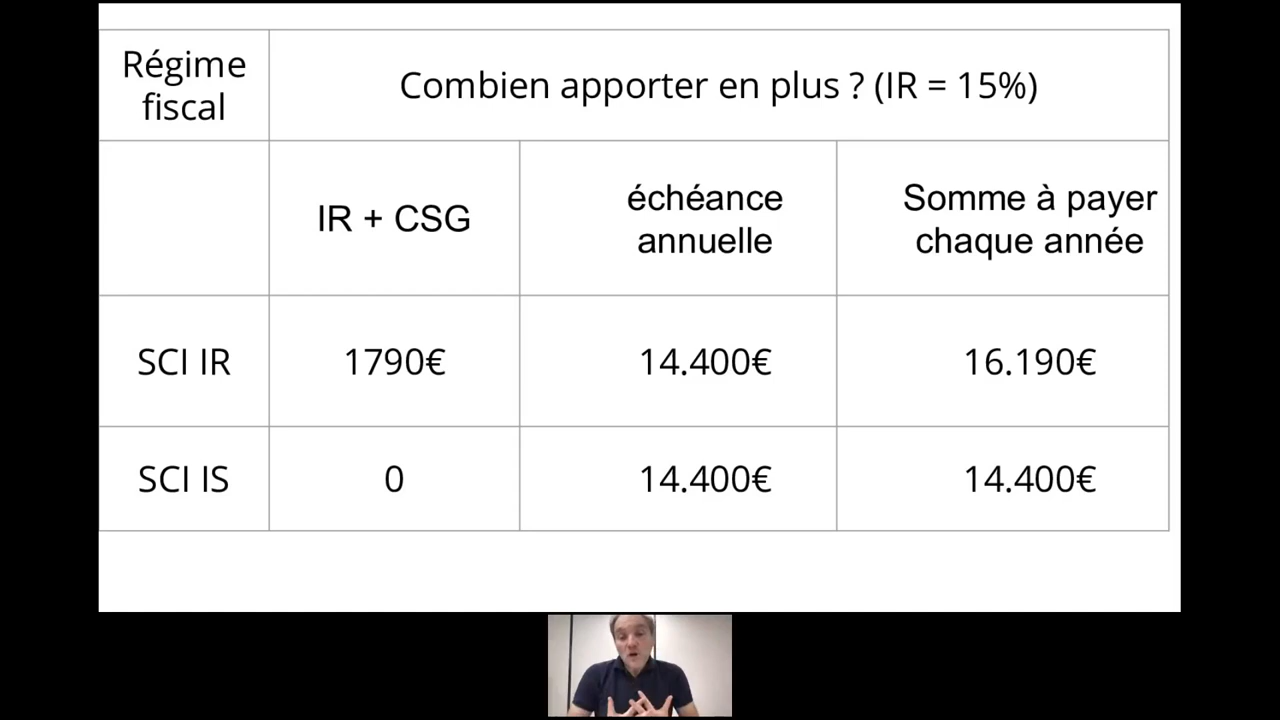 Régime
fiscal
Combien apporter en plus ? (IR = 15%)
IR + CSG
échéance
annuelle
Somme à payer
chaque année
SCI IR
1790€
14.400€
16.190€
SCI IS
0
14.400€
14.400€